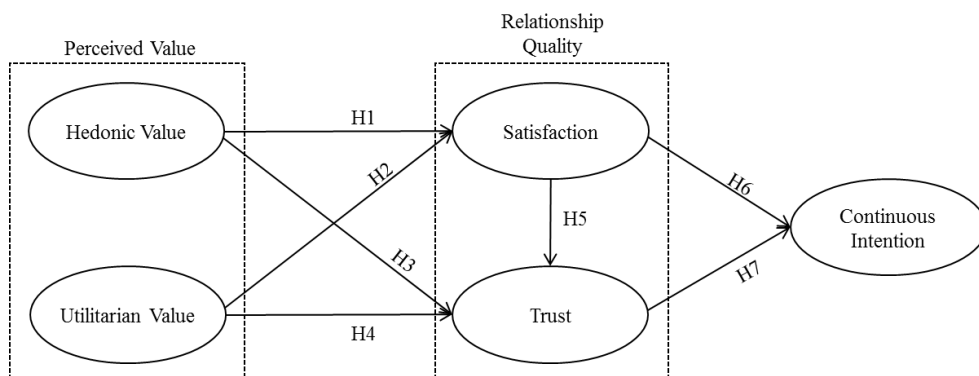 Relationship
Quality
Perceived Value
Hedonic Value
H1
Satisfaction
H2
H6
H5
Continuous
Intention
H3
H7
Utilitarian Value
H4
Trust